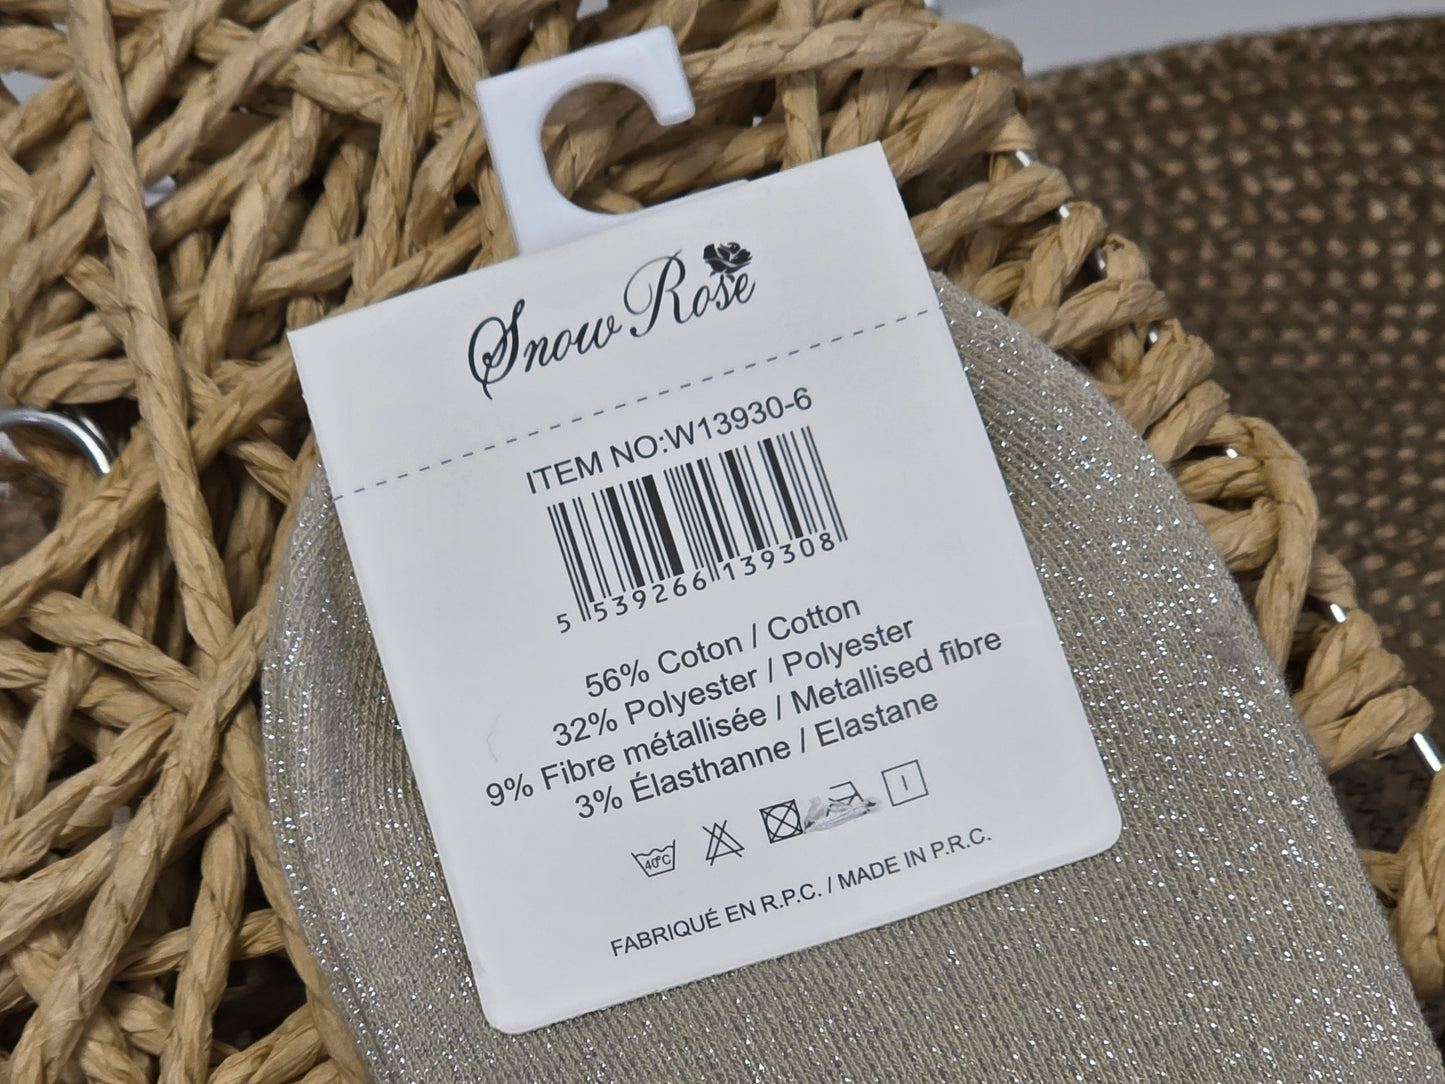 Snow Rose
ITEM NO:W13930-6
5 539266 139308
56% Coton / Cotton
32% Polyester / Polyester
9% Fibre métallisée / Metallised fibre
3% Élasthanne / Elastane
40°C
FABRIQUÉ EN R.P.C. / MADE IN P.R.C.